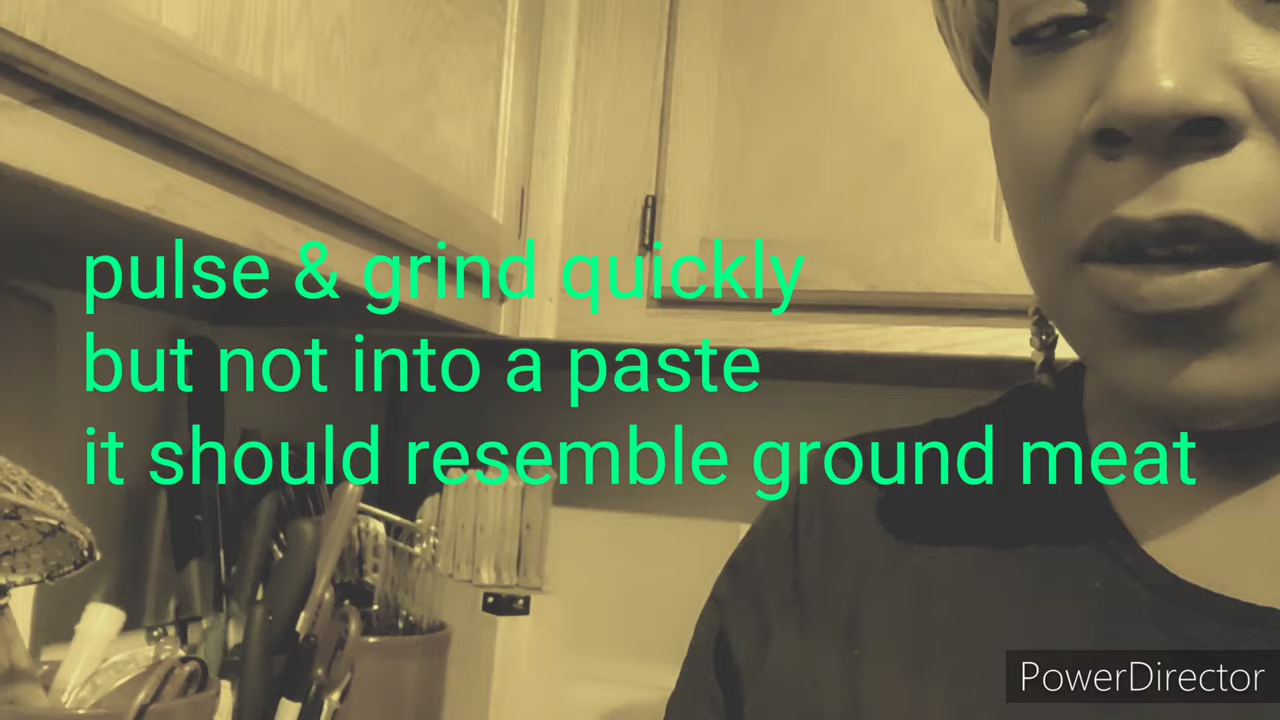 pulse & grind quickly
but not into a paste
it should resemble ground meat
PowerDirector